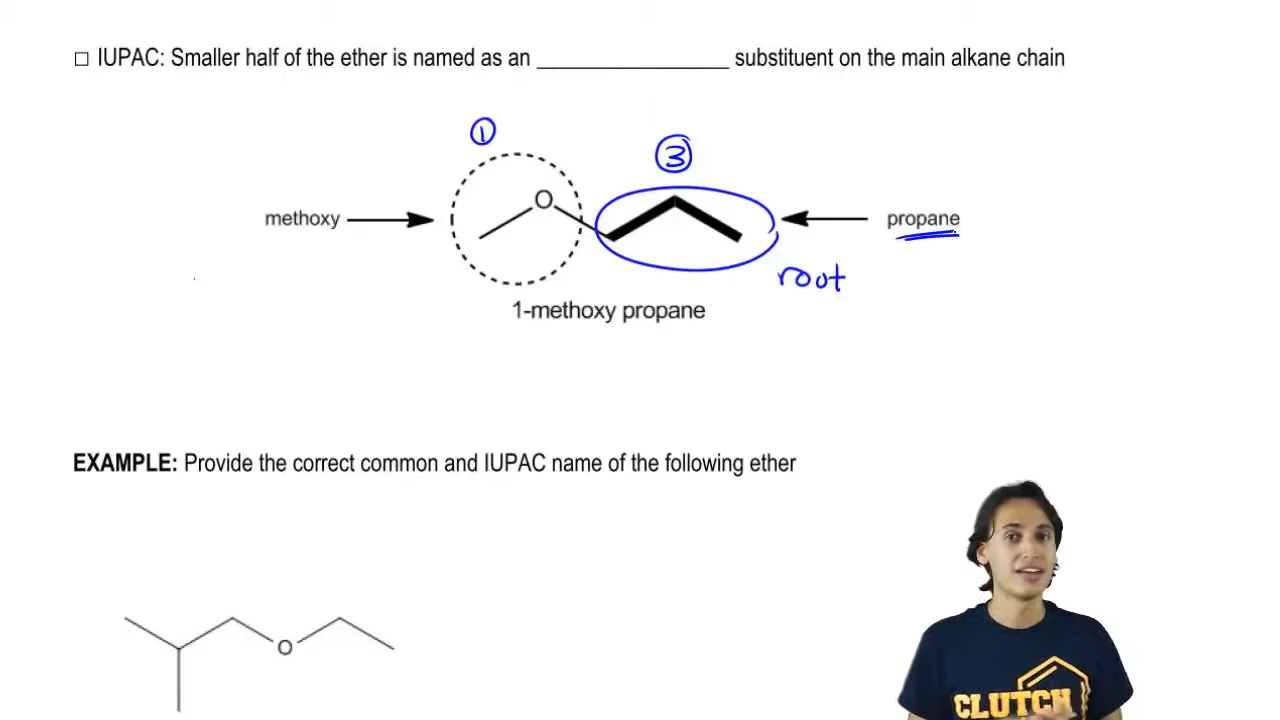 □ IUPAC: Smaller half of the ether is named as an _________________ substituent on the main alkane chain
① ③
methoxy O propane
root
1-methoxy propane
EXAMPLE: Provide the correct common and IUPAC name of the following ether
O
CLUTCH